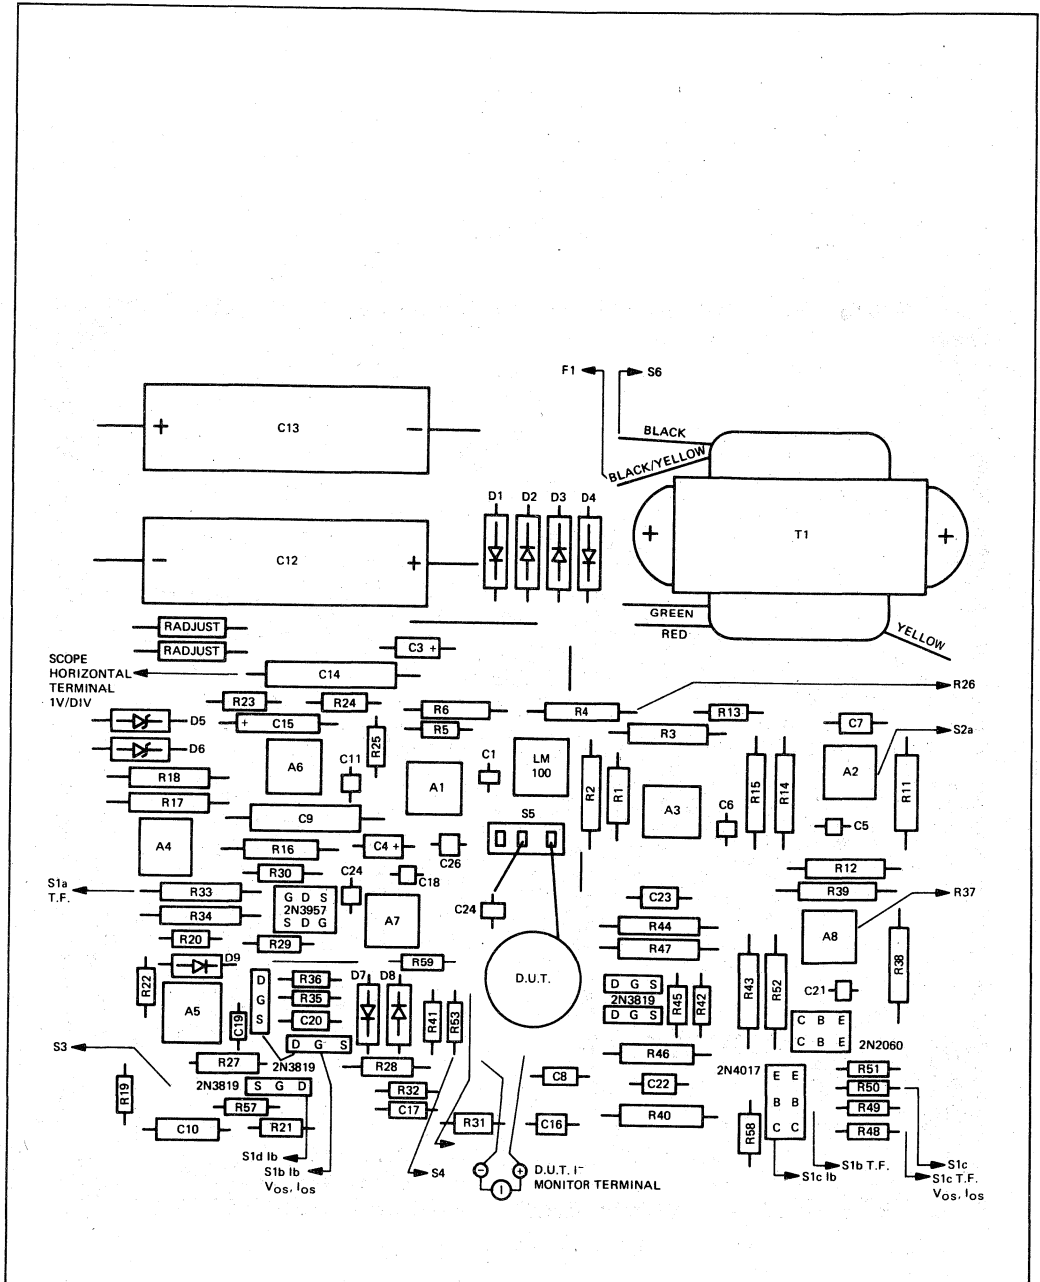 F1
S6
BLACK
C13
BLACK/YELLOW
D1 D2 D3 D4
T1
C12
GREEN
RED
YELLOW
RADJUST
RADJUST
C3 +
SCOPE
HORIZONTAL
TERMINAL
1V/DIV
C14
R26
R23
R24
R6
R4
R13
D5
+ C15
R5
R3
C7
S2a
D6
R25
A6
C11
C1
LM
100
A2
R18
A1
R2
R1
A3
C6
R15
R14
R11
R17
C9
S5
C5
A4
R16
C4 +
C26
R12
R30
C24
C18
S1a
T.F.
R33
R39
R37
G D S
2N3957
S D G
C23
R34
A7
C24
R44
A8
R20
R29
R47
R38
D9
R59
R22
D
G
S
R36
D7
D8
D.U.T.
D G S
2N3819
D G S
R45
R42
R43
R52
C21
R35
A5
C19
C20
R41
R53
C B E
C B E
2N2060
S3
D G S
R27
2N3819
R28
R46
2N4017
R51
2N3819
S G D
C8
E E
B B
C C
R50
R19
R32
C22
R57
C17
R49
C10
R21
R31
C16
R40
R58
R48
S1d Ib
S1b Ib
VOS, IOS
S4
D.U.T. I−
MONITOR TERMINAL
I
S1c Ib
S1b T.F.
S1c
S1c T.F.
VOS, IOS